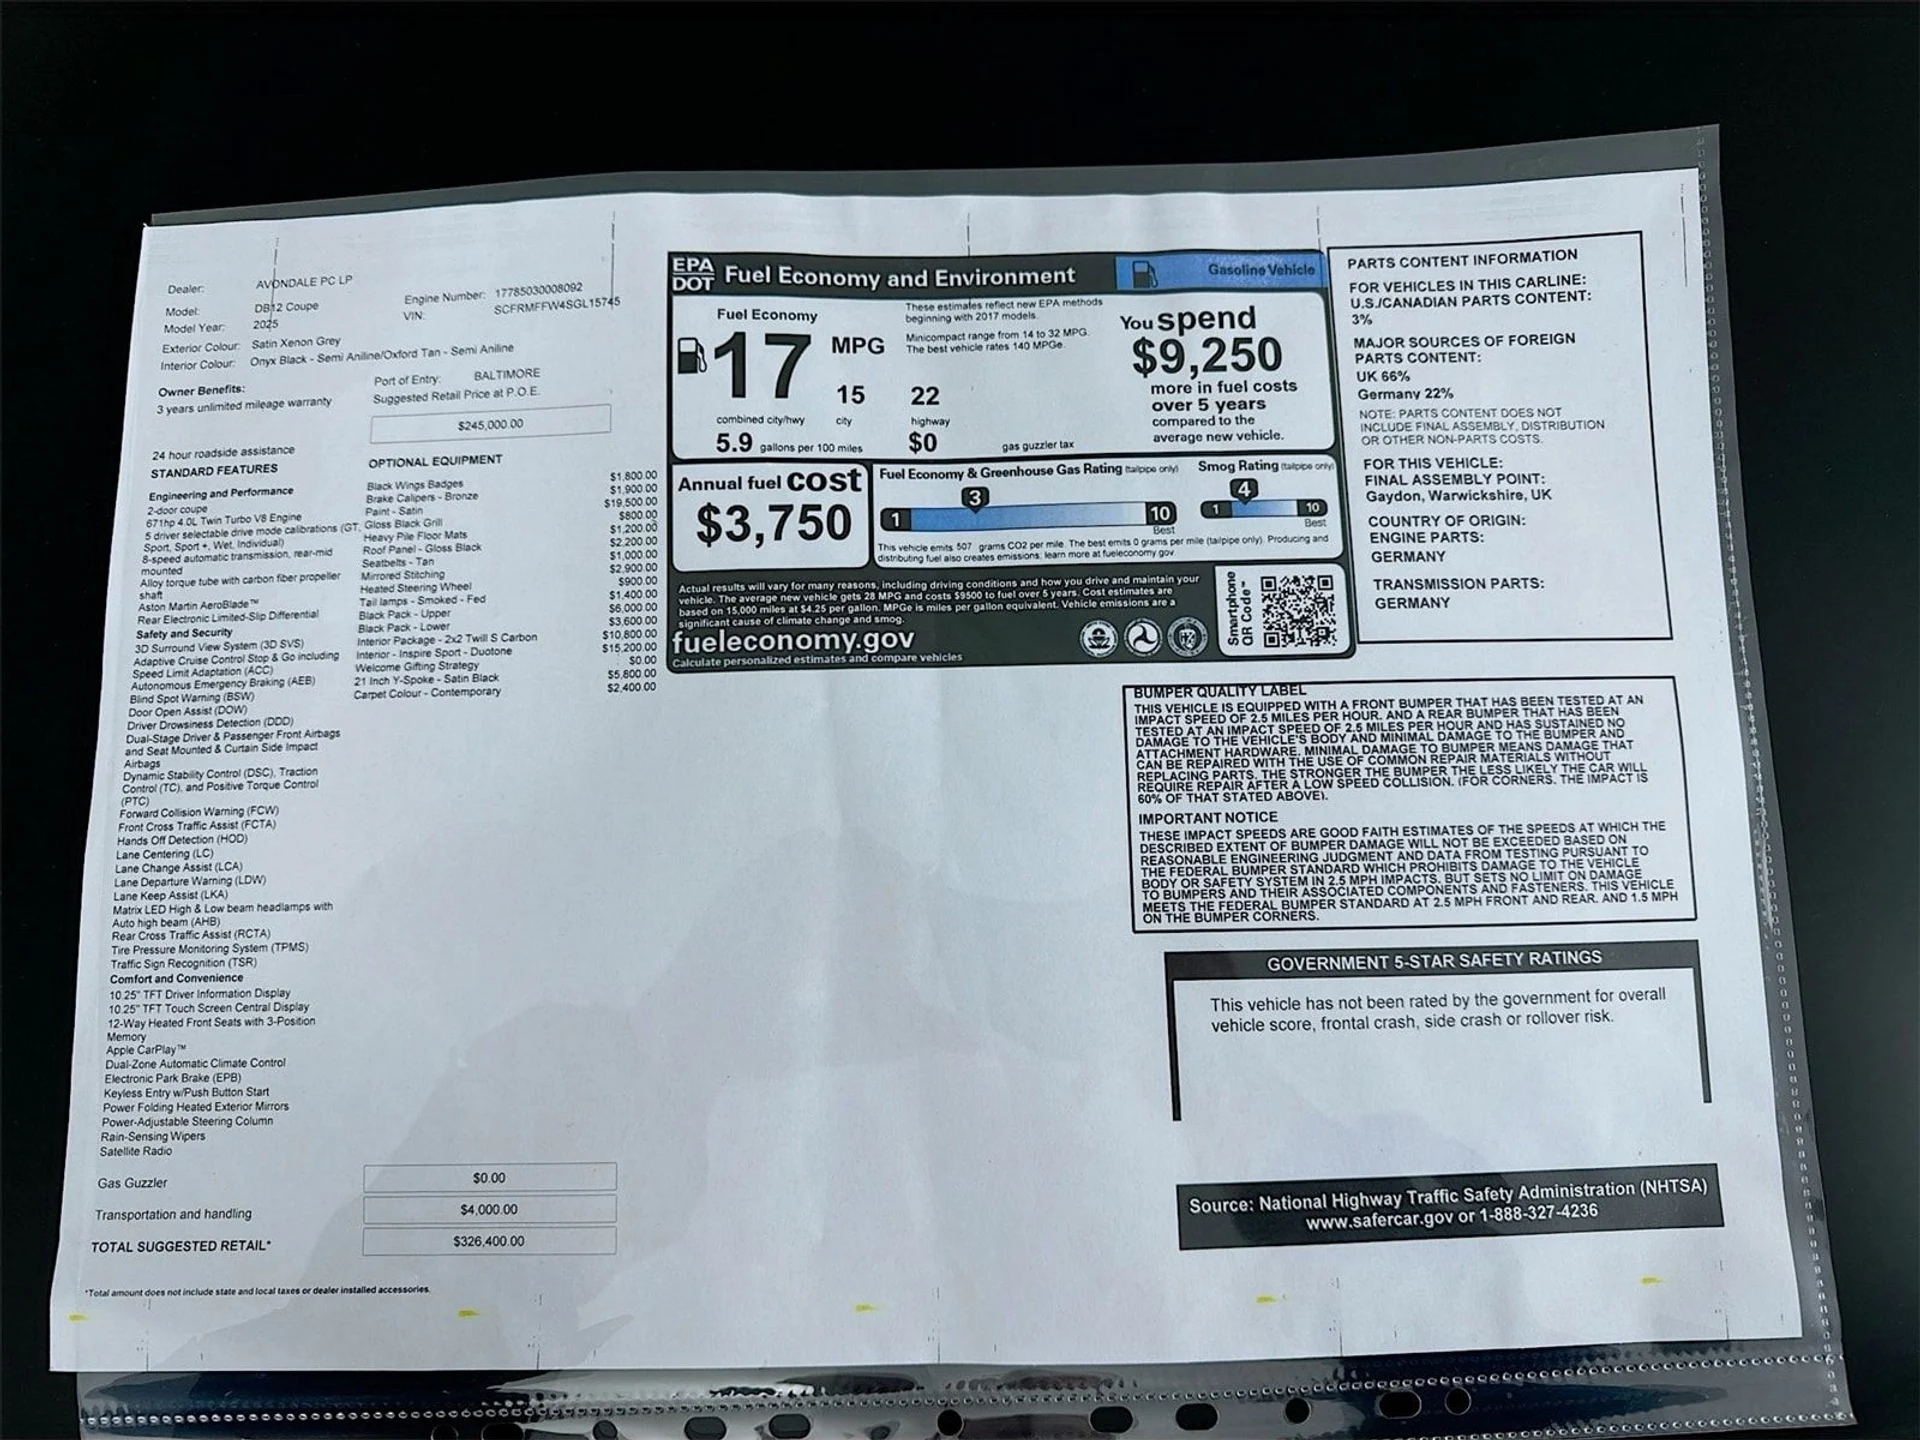 Dealer: AVONDALE PC LP
Model: DB12 Coupe
Model Year: 2025
Engine Number: 17785030008092
VIN: SCFRMFFW4SGL15745
Exterior Colour: Satin Xenon Grey
Interior Colour: Onyx Black - Semi Aniline/Oxford Tan - Semi Aniline
Owner Benefits:
3 years unlimited mileage warranty
Port of Entry: BALTIMORE
Suggested Retail Price at P.O.E.
$245,000.00
24 hour roadside assistance
STANDARD FEATURES
Engineering and Performance
2-door coupe
671hp 4.0L Twin Turbo V8 Engine
5 driver selectable drive mode calibrations (GT,
Sport, Sport +, Wet, Individual)
8-speed automatic transmission, rear-mid
mounted
Alloy torque tube with carbon fiber propeller
shaft
Aston Martin AeroBlade™
Rear Electronic Limited-Slip Differential
Safety and Security
3D Surround View System (3D SVS)
Adaptive Cruise Control Stop & Go including
Speed Limit Adaptation (ACC)
Autonomous Emergency Braking (AEB)
Blind Spot Warning (BSW)
Door Open Assist (DOW)
Driver Drowsiness Detection (DDD)
Dual-Stage Driver & Passenger Front Airbags
and Seat Mounted & Curtain Side Impact
Airbags
Dynamic Stability Control (DSC), Traction
Control (TC), and Positive Torque Control
(PTC)
Forward Collision Warning (FCW)
Front Cross Traffic Assist (FCTA)
Hands Off Detection (HOD)
Lane Centering (LC)
Lane Change Assist (LCA)
Lane Departure Warning (LDW)
Lane Keep Assist (LKA)
Matrix LED High & Low beam headlamps with
Auto high beam (AHB)
Rear Cross Traffic Assist (RCTA)
Tire Pressure Monitoring System (TPMS)
Traffic Sign Recognition (TSR)
Comfort and Convenience
10.25" TFT Driver Information Display
10.25" TFT Touch Screen Central Display
12-Way Heated Front Seats with 3-Position
Memory
Apple CarPlay™
Dual-Zone Automatic Climate Control
Electronic Park Brake (EPB)
Keyless Entry w/Push Button Start
Power Folding Heated Exterior Mirrors
Power-Adjustable Steering Column
Rain-Sensing Wipers
Satellite Radio
OPTIONAL EQUIPMENT
Black Wings Badges $1,800.00
Brake Calipers - Bronze $1,900.00
Paint - Satin $19,500.00
Gloss Black Grill $800.00
Heavy Pile Floor Mats $1,200.00
Roof Panel - Gloss Black $2,200.00
Seatbelts - Tan $1,000.00
Mirrored Stitching $2,900.00
Heated Steering Wheel $900.00
Tail lamps - Smoked - Fed $1,400.00
Black Pack - Upper $6,000.00
Black Pack - Lower $3,600.00
Interior Package - 2x2 Twill S Carbon $10,800.00
Interior - Inspire Sport - Duotone $15,200.00
Welcome Gifting Strategy $0.00
21 Inch Y-Spoke - Satin Black $5,800.00
Carpet Colour - Contemporary $2,400.00
Gas Guzzler $0.00
Transportation and handling $4,000.00
TOTAL SUGGESTED RETAIL* $326,400.00
*Total amount does not include state and local taxes or dealer installed accessories.
EPA
DOT
Fuel Economy and Environment
Gasoline Vehicle
Fuel Economy
17 MPG
combined city/hwy
15
city
22
highway
5.9 gallons per 100 miles
$0 gas guzzler tax
These estimates reflect new EPA methods
beginning with 2017 models.
Minicompact range from 14 to 32 MPG.
The best vehicle rates 140 MPGe.
You spend
$9,250
more in fuel costs
over 5 years
compared to the
average new vehicle.
Annual fuel cost
$3,750
Fuel Economy & Greenhouse Gas Rating (tailpipe only)
3
1
10
Best
Smog Rating (tailpipe only)
4
1
10
Best
This vehicle emits 507 grams CO2 per mile. The best emits 0 grams per mile (tailpipe only). Producing and
distributing fuel also creates emissions; learn more at fueleconomy.gov
Actual results will vary for many reasons, including driving conditions and how you drive and maintain your
vehicle. The average new vehicle gets 28 MPG and costs $9500 to fuel over 5 years. Cost estimates are
based on 15,000 miles at $4.25 per gallon. MPGe is miles per gallon equivalent. Vehicle emissions are a
significant cause of climate change and smog.
fueleconomy.gov
Calculate personalized estimates and compare vehicles
Smartphone
QR Code™
PARTS CONTENT INFORMATION
FOR VEHICLES IN THIS CARLINE:
U.S./CANADIAN PARTS CONTENT:
3%
MAJOR SOURCES OF FOREIGN
PARTS CONTENT:
UK 66%
Germany 22%
NOTE: PARTS CONTENT DOES NOT
INCLUDE FINAL ASSEMBLY, DISTRIBUTION
OR OTHER NON-PARTS COSTS.
FOR THIS VEHICLE:
FINAL ASSEMBLY POINT:
Gaydon, Warwickshire, UK
COUNTRY OF ORIGIN:
ENGINE PARTS:
GERMANY
TRANSMISSION PARTS:
GERMANY
BUMPER QUALITY LABEL
THIS VEHICLE IS EQUIPPED WITH A FRONT BUMPER THAT HAS BEEN TESTED AT AN
IMPACT SPEED OF 2.5 MILES PER HOUR. AND A REAR BUMPER THAT HAS BEEN
TESTED AT AN IMPACT SPEED OF 2.5 MILES PER HOUR AND HAS SUSTAINED NO
DAMAGE TO THE VEHICLE'S BODY AND MINIMAL DAMAGE TO THE BUMPER AND
ATTACHMENT HARDWARE. MINIMAL DAMAGE TO BUMPER MEANS DAMAGE THAT
CAN BE REPAIRED WITH THE USE OF COMMON REPAIR MATERIALS WITHOUT
REPLACING PARTS. THE STRONGER THE BUMPER THE LESS LIKELY THE CAR WILL
REQUIRE REPAIR AFTER A LOW SPEED COLLISION. (FOR CORNERS. THE IMPACT IS
60% OF THAT STATED ABOVE).
IMPORTANT NOTICE
THESE IMPACT SPEEDS ARE GOOD FAITH ESTIMATES OF THE SPEEDS AT WHICH THE
DESCRIBED EXTENT OF BUMPER DAMAGE WILL NOT BE EXCEEDED BASED ON
REASONABLE ENGINEERING JUDGMENT AND DATA FROM TESTING PURSUANT TO
THE FEDERAL BUMPER STANDARD WHICH PROHIBITS DAMAGE TO THE VEHICLE
BODY OR SAFETY SYSTEM IN 2.5 MPH IMPACTS. BUT SETS NO LIMIT ON DAMAGE
TO BUMPERS AND THEIR ASSOCIATED COMPONENTS AND FASTENERS. THIS VEHICLE
MEETS THE FEDERAL BUMPER STANDARD AT 2.5 MPH FRONT AND REAR. AND 1.5 MPH
ON THE BUMPER CORNERS.
GOVERNMENT 5-STAR SAFETY RATINGS
This vehicle has not been rated by the government for overall
vehicle score, frontal crash, side crash or rollover risk.
Source: National Highway Traffic Safety Administration (NHTSA)
www.safercar.gov or 1-888-327-4236